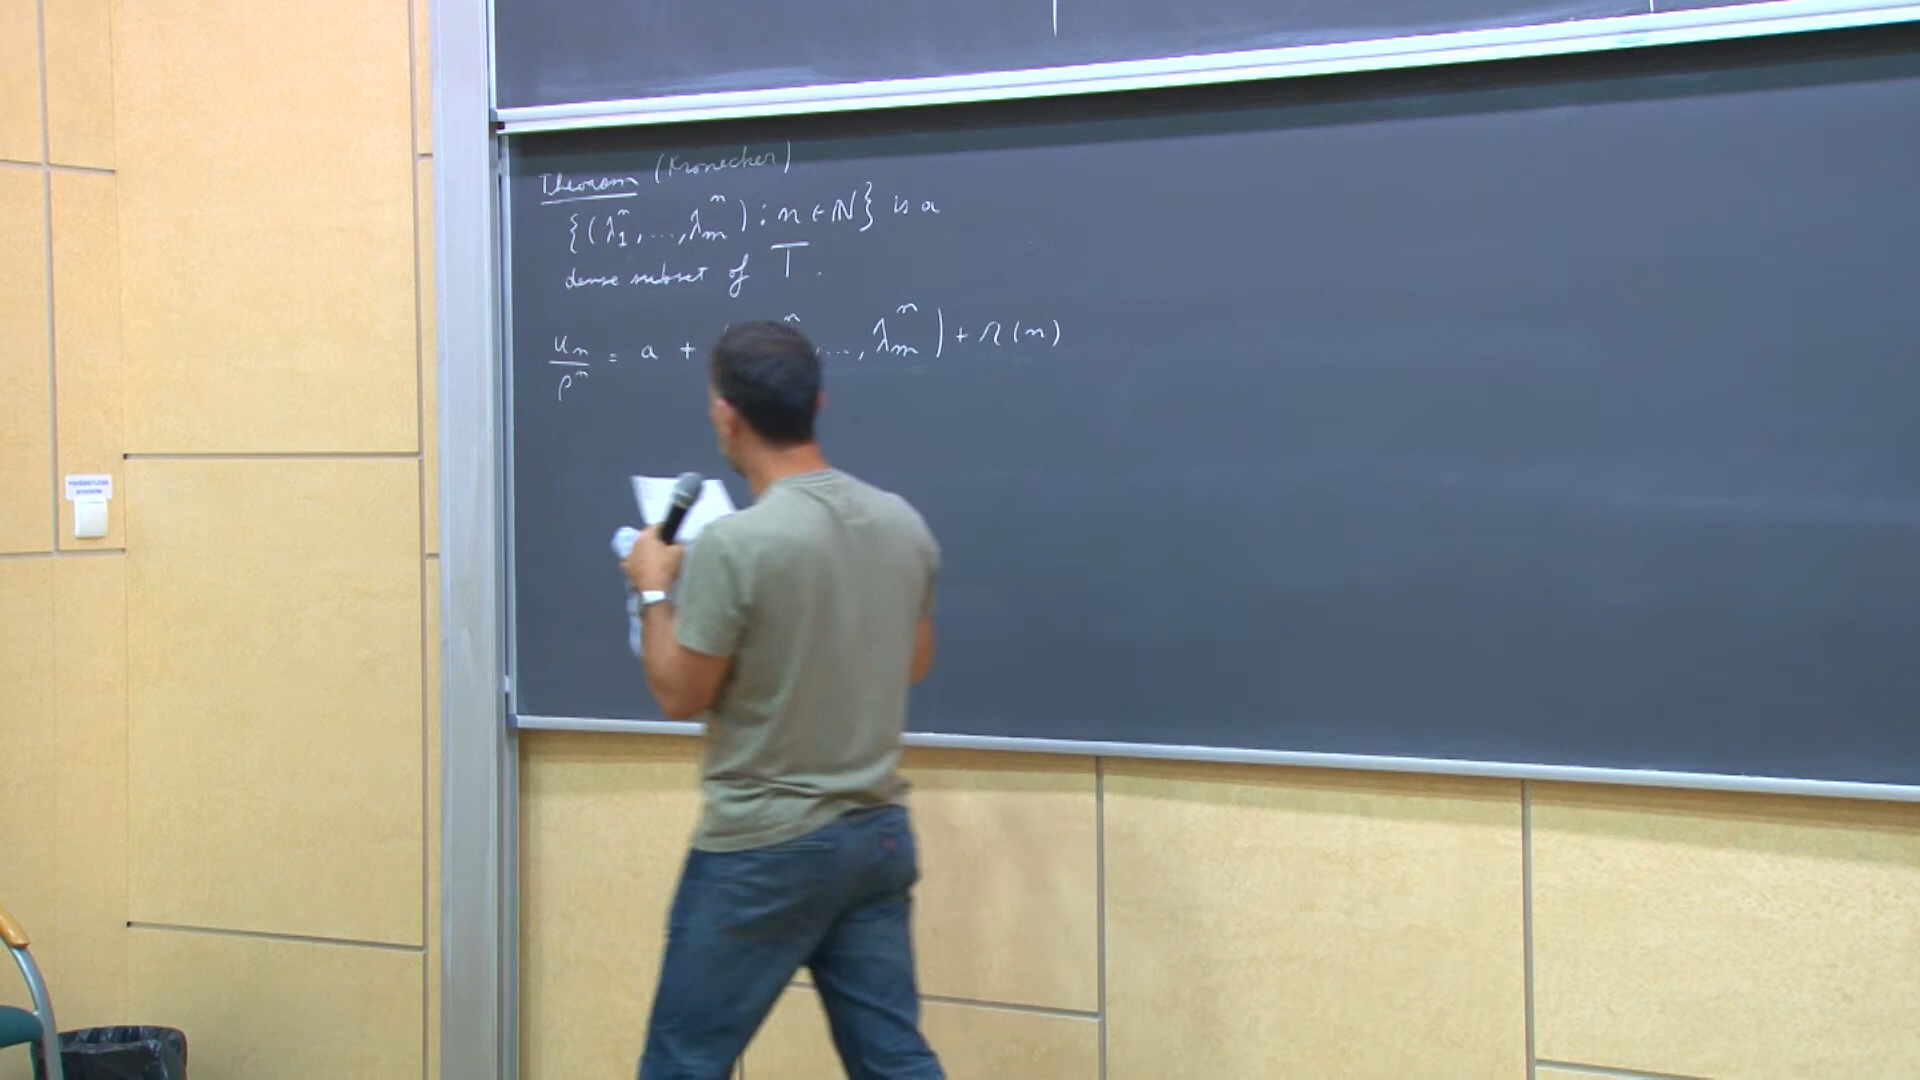 Theorem (Kronecker)
{(λ₁ⁿ, ..., λₘⁿ) : n ∈ ℕ} is a
dense subset of T.
uₙ/ρⁿ = a + ⁿ, ..., λₘⁿ) + r(n)